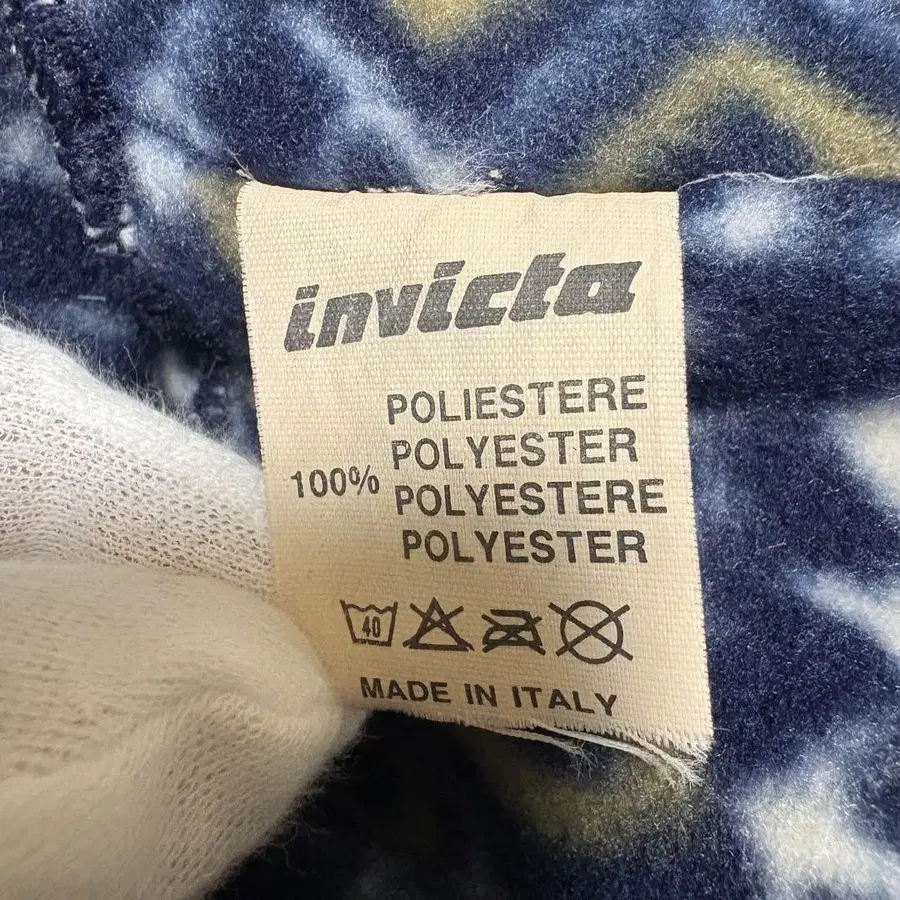 invicta
POLIESTERE
POLYESTER
100% POLYESTERE
POLYESTER
40
MADE IN ITALY